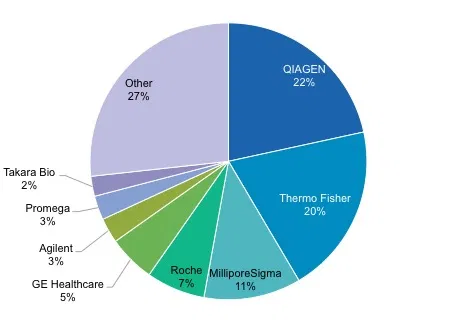 QIAGEN
22%
Thermo Fisher
20%
MilliporeSigma
11%
Roche
7%
GE Healthcare
5%
Agilent
3%
Promega
3%
Takara Bio
2%
Other
27%